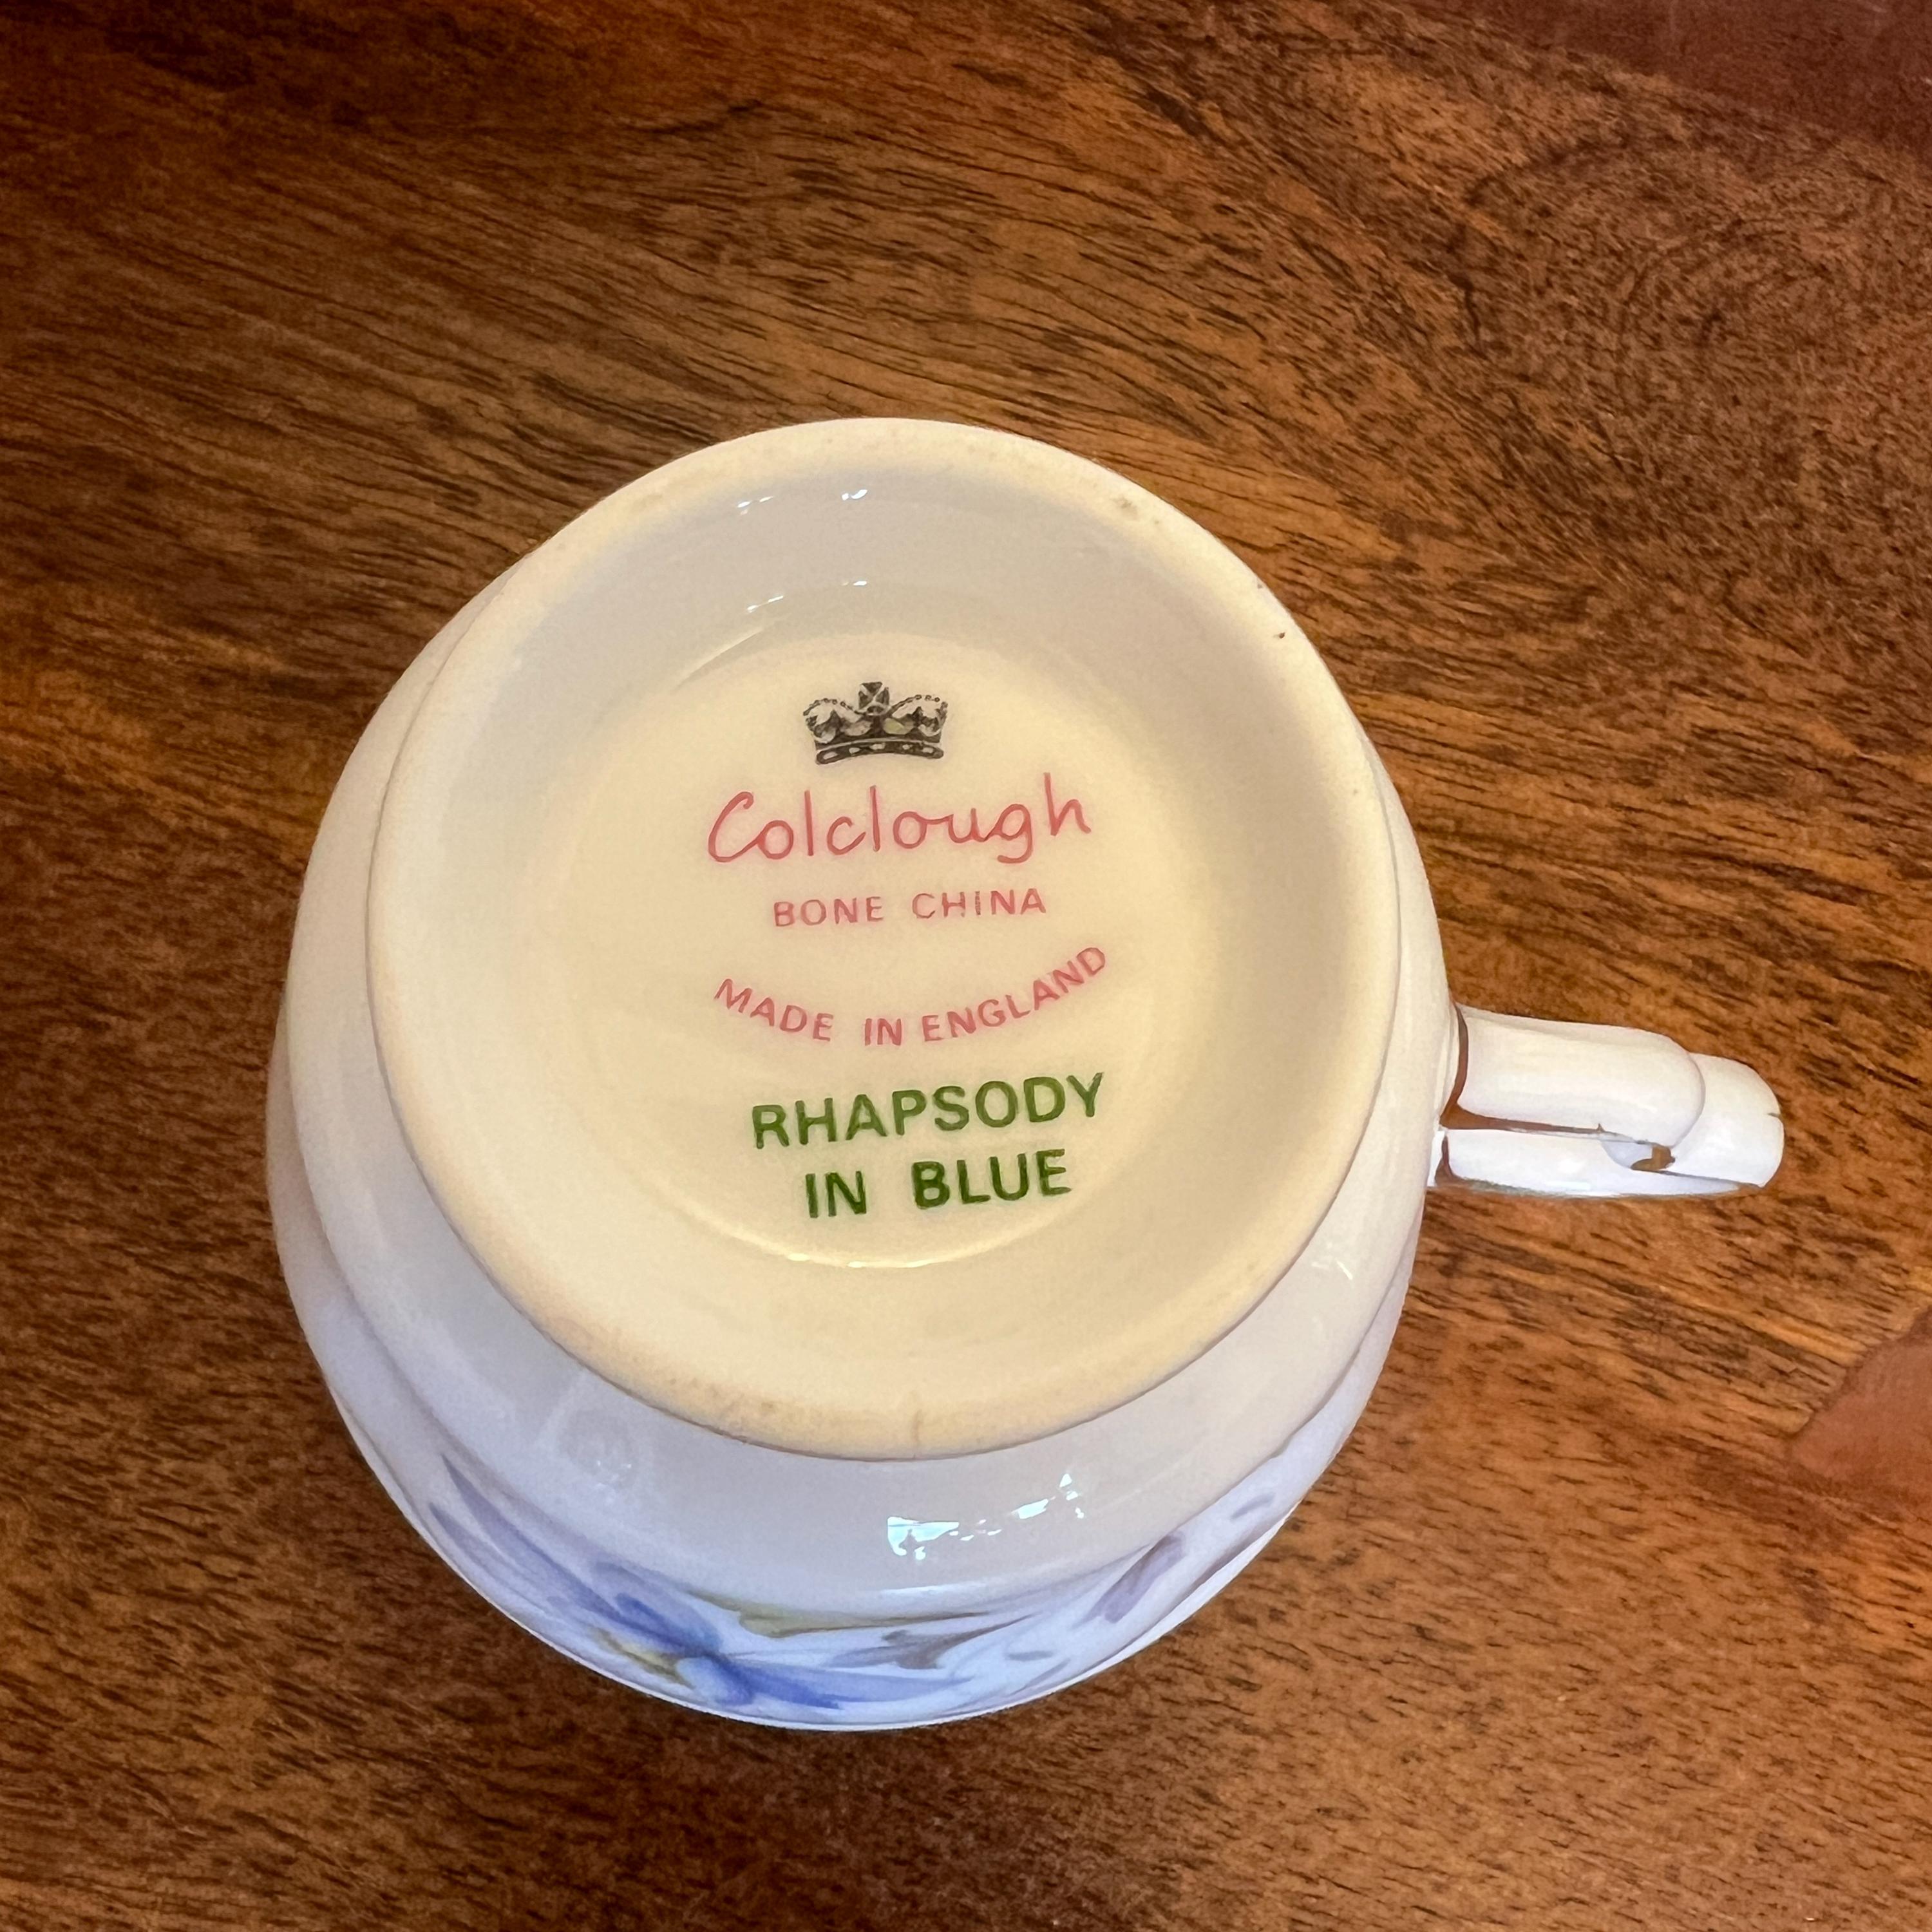 Colclough
BONE CHINA
MADE IN ENGLAND
RHAPSODY
IN BLUE